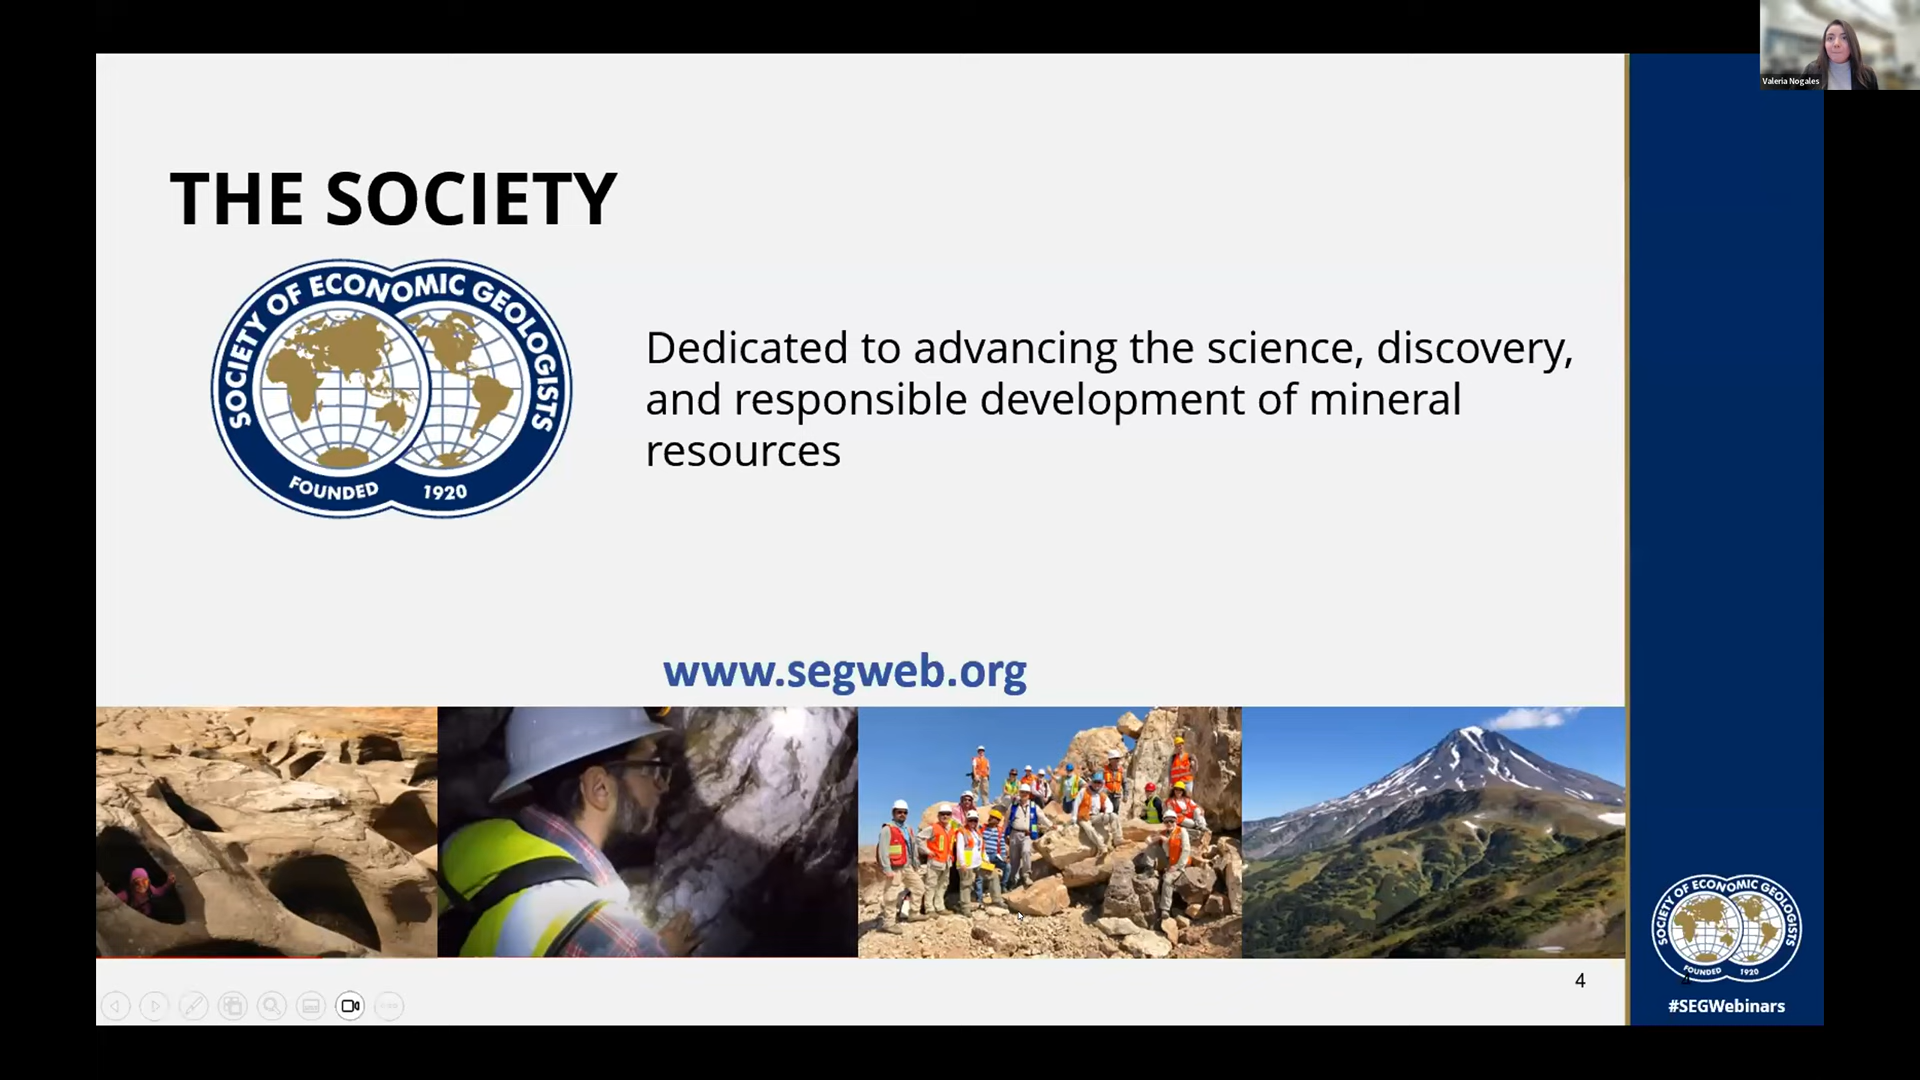 Valeria Nogales
THE SOCIETY
SOCIETY OF ECONOMIC GEOLOGISTS
FOUNDED 1920
Dedicated to advancing the science, discovery,
and responsible development of mineral
resources
www.segweb.org
4
SOCIETY OF ECONOMIC GEOLOGISTS
FOUNDED 1920
4
#SEGWebinars